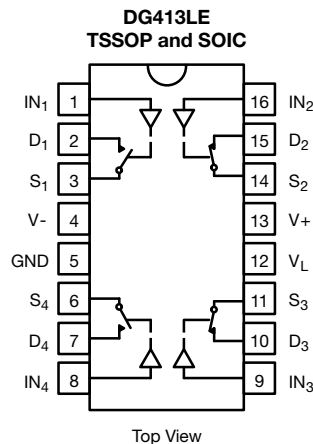 DG413LE
TSSOP and SOIC
IN1 1 16 IN2
D1 2 15 D2
S1 3 14 S2
V- 4 13 V+
GND 5 12 VL
S4 6 11 S3
D4 7 10 D3
IN4 8 9 IN3
Top View